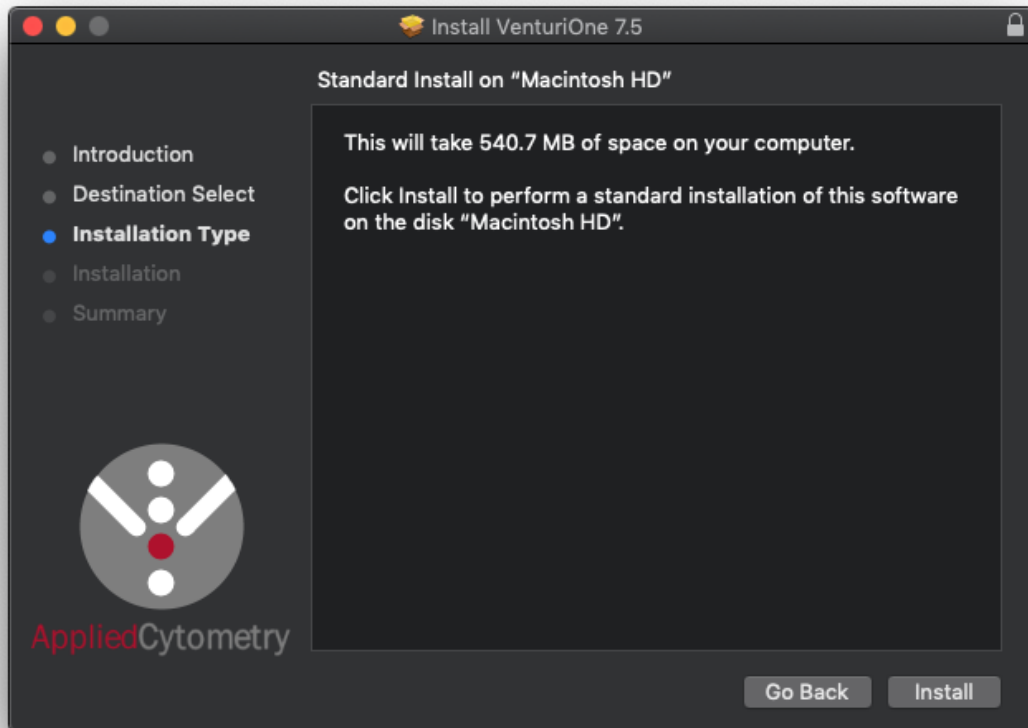 Install VenturiOne 7.5
Standard Install on “Macintosh HD”
Introduction
Destination Select
Installation Type
Installation
Summary
This will take 540.7 MB of space on your computer.
Click Install to perform a standard installation of this software
on the disk “Macintosh HD”.
AppliedCytometry
Go Back
Install